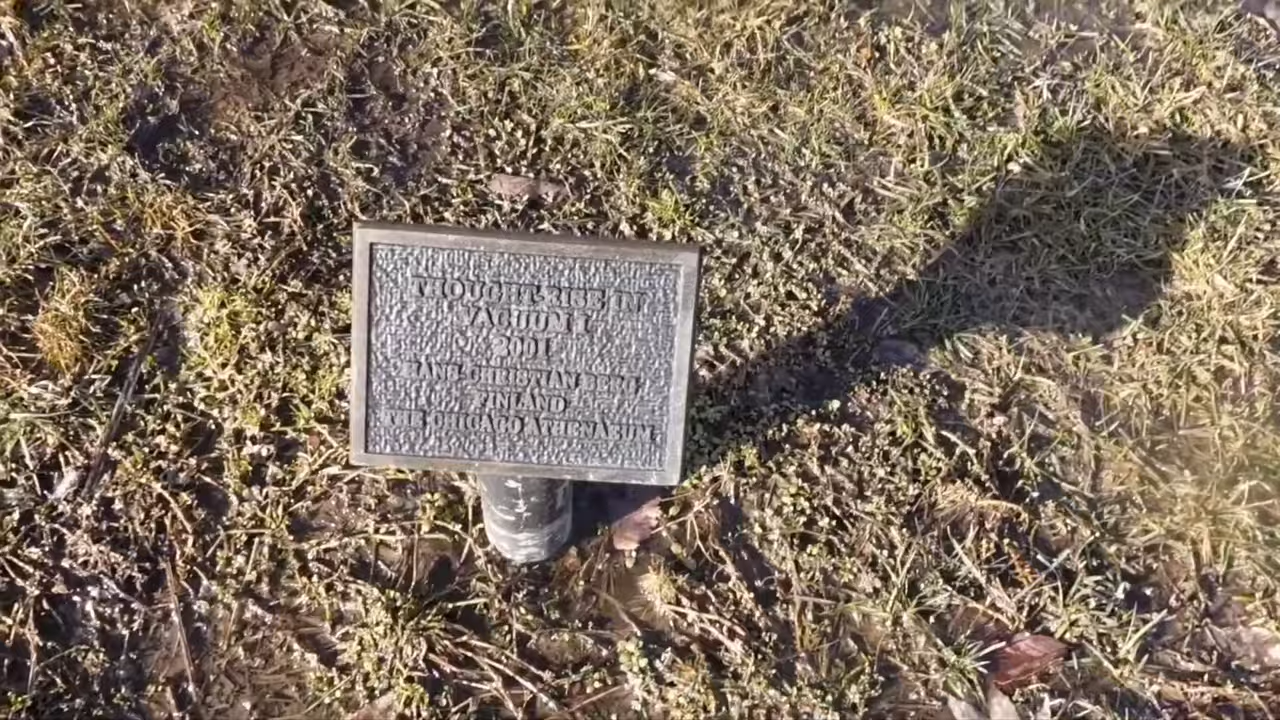 THOUGHT-RISE IN
VACUUM I
2001
HANS-CHRISTIAN BERG
FINLAND
THE CHICAGO ATHENAEUM